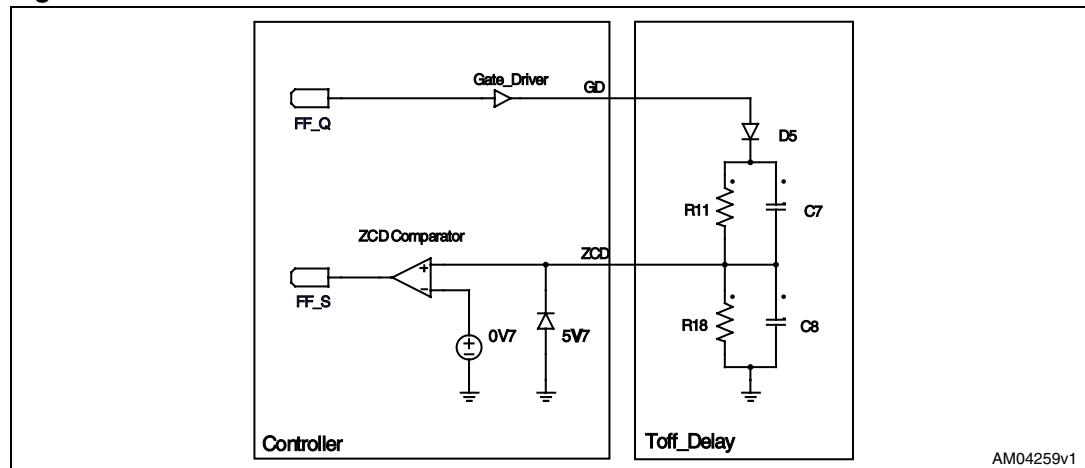 Gate_Driver
GD
FF_Q
D5
R11
C7
ZCD Comparator
ZCD
+
−
FF_S
R18
C8
0V7
5V7
+
−
Controller
Toff_Delay
AM04259v1